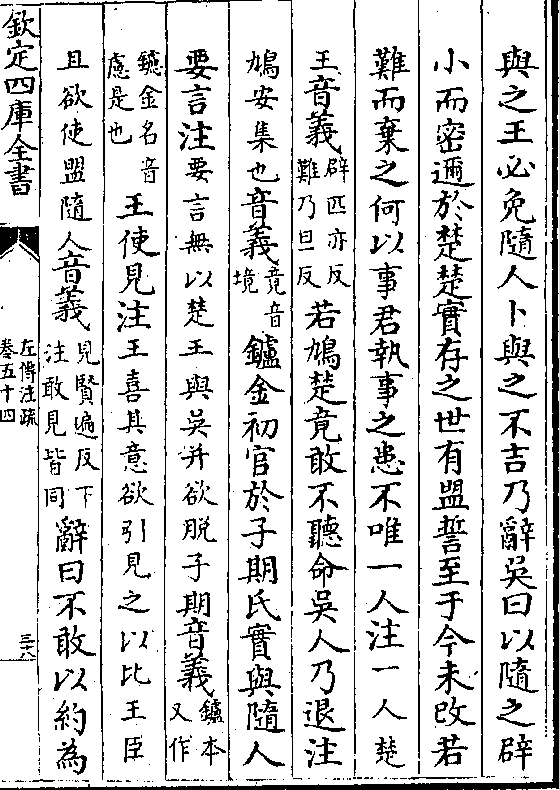 與之王必免隨人卜與之不吉乃辭吳曰以隨之辟
小而密邇於楚楚實存之世有盟誓至于今未改若
難而棄之何以事君執事之患不唯一人注一人楚
王音義辟匹亦反難乃旦反若鳩楚竟敢不聽命吳人乃退注
鳩安集也音義竟音境鑢金初官於子期氏實與隨人
要言注要言無以楚王與吳并欲脫子期音義鑢本又作
鑢金名音慮是也王使見注王喜其意欲引見之以比王臣
且欲使盟隨人音義見賢遍反下注敢見皆同辭曰不敢以約為
欽定四庫全書
左傳注疏
卷五十四
三十八